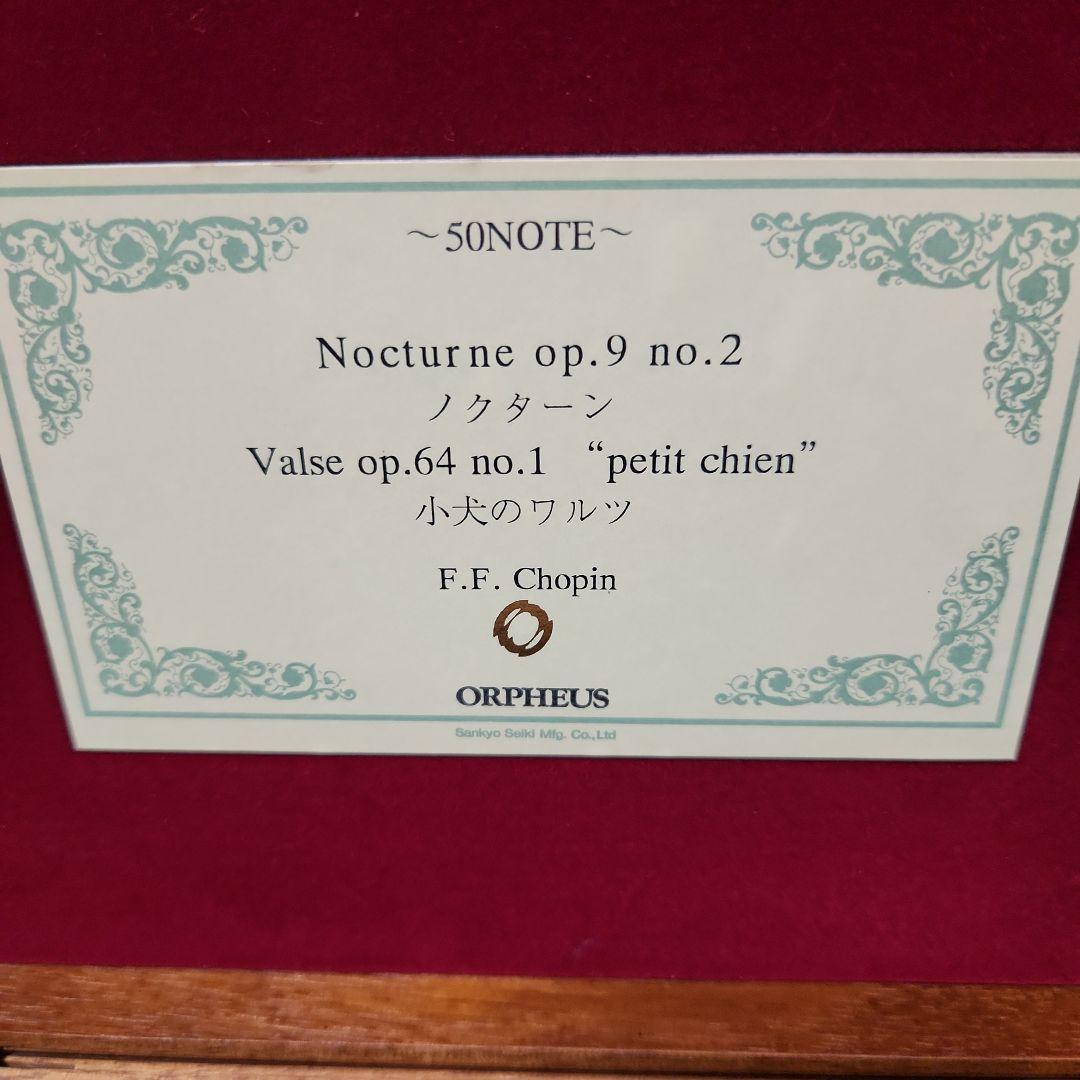 ～50NOTE～
Nocturne op.9 no.2
ノクターン
Valse op.64 no.1 “petit chien”
小犬のワルツ
F.F. Chopin
ORPHEUS
Sankyo Seiki Mfg. Co.,Ltd